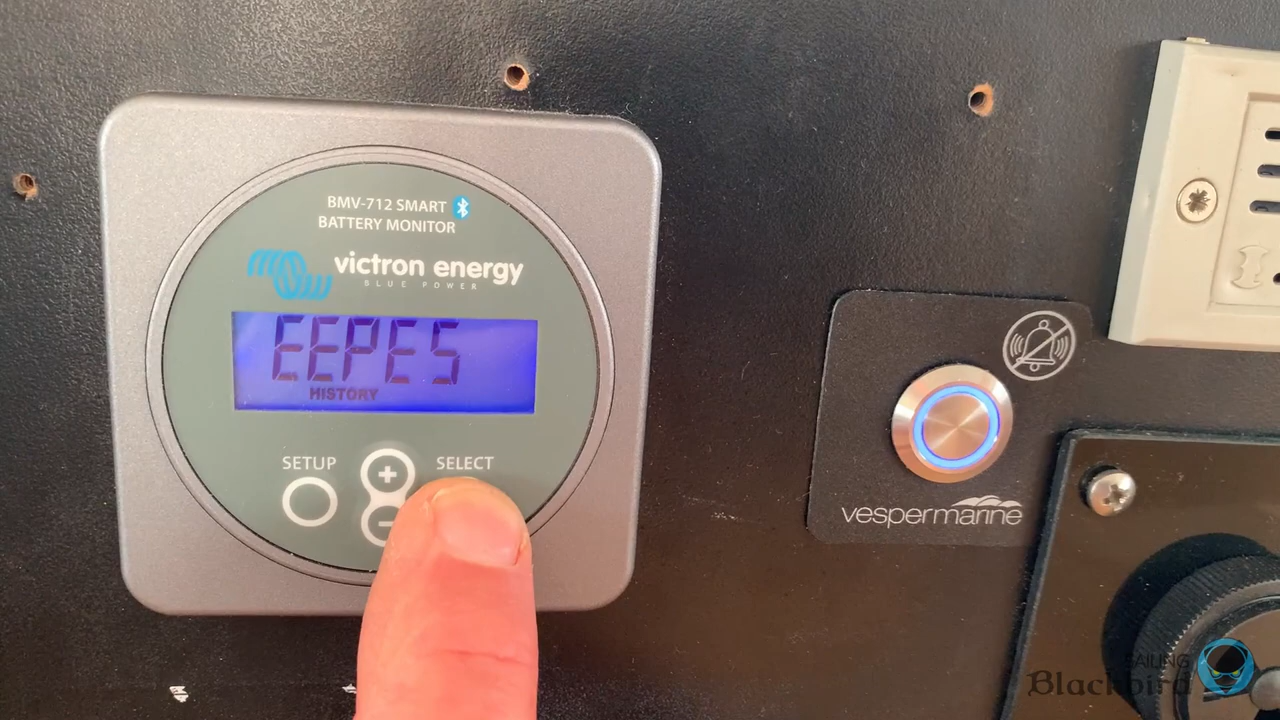 BMV-712 SMART
BATTERY MONITOR
victron energy
BLUE POWER
EEPES
HISTORY
SETUP
+
SELECT
−
vespermarine
SAILING
Blackbird